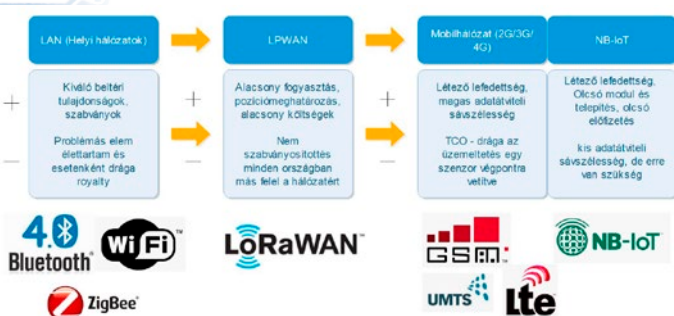 LAN (Helyi hálózatok)
LPWAN
Mobilhálózat (2G/3G/
4G)
NB-IoT
+
Kiváló beltéri
tulajdonságok,
szabványok
–
Problémás elem
élettartam és
esetenként drága
royalty
+
Alacsony fogyasztás,
pozíciómeghatározás,
alacsony költségek
–
Nem
szabványosítottés
minden országban
más felel a hálózatért
+
Létező lefedettség,
magas adatátviteli
sávszélesség
–
TCO - drága az
üzemeltetés egy
szenzor végpontra
vetítve
Létező lefedettség,
Olcsó modul és
telepítés, olcsó
előfizetés
kis adatátviteli
sávszélesség, de erre
van szükség
4.0
Bluetooth®
WiFi™
ZigBee®
LoRaWAN™
GSM™
UMTS
Lte
NB-IoT